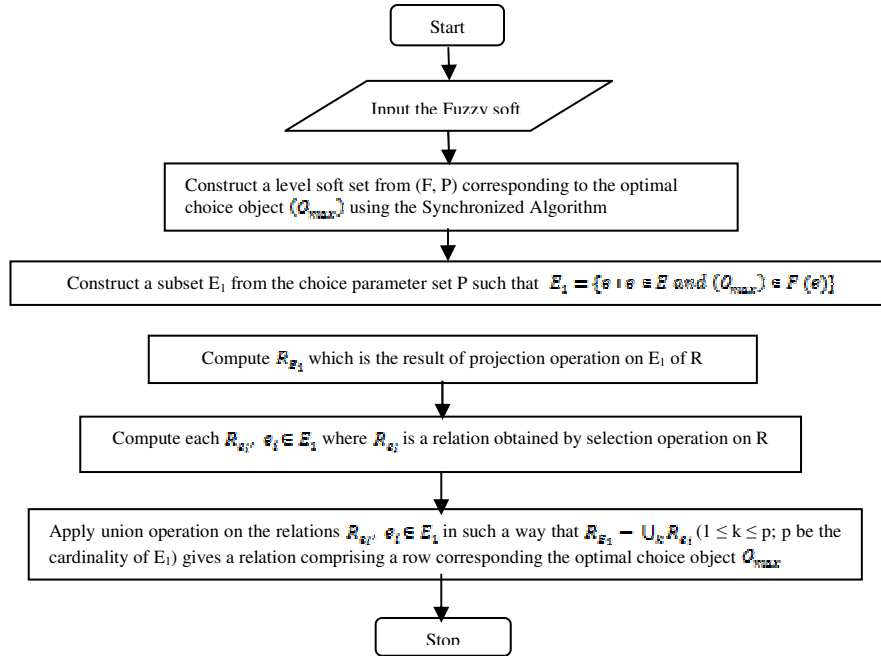 Start
Input the Fuzzy soft
Construct a level soft set from (F, P) corresponding to the optimal
choice object (O_max) using the Synchronized Algorithm
Construct a subset E₁ from the choice parameter set P such that E₁ = {e : e ∈ E and (O_max) ∈ F (e)}
Compute R_E₁ which is the result of projection operation on E₁ of R
Compute each R_eᵢ, eᵢ ∈ E₁ where R_eᵢ is a relation obtained by selection operation on R
Apply union operation on the relations R_eᵢ, eᵢ ∈ E₁ in such a way that R_E₁ − ⋃ₖ R_eᵢ (1 ≤ k ≤ p; p be the
cardinality of E₁) gives a relation comprising a row corresponding the optimal choice object O_max
Stop